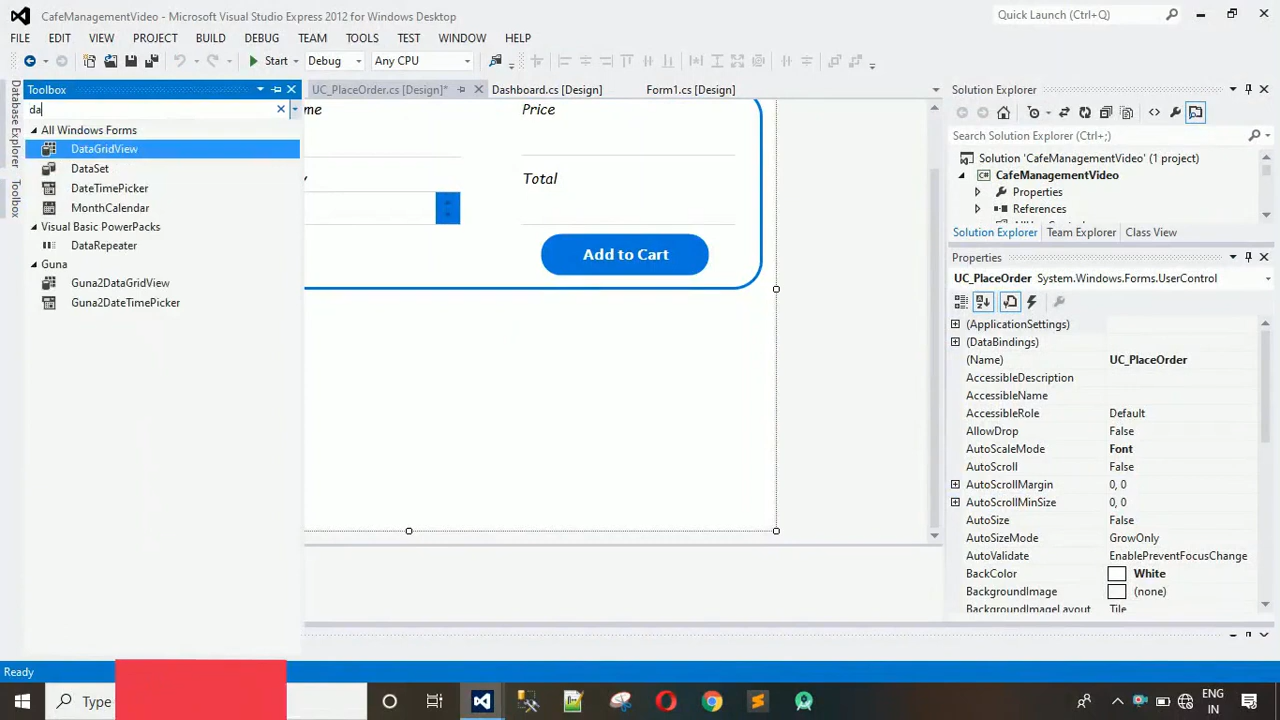 CafeManagementVideo - Microsoft Visual Studio Express 2012 for Windows Desktop
Quick Launch (Ctrl+Q)
FILE EDIT VIEW PROJECT BUILD DEBUG TEAM TOOLS TEST WINDOW HELP
Start Debug Any CPU
Toolbox
UC_PlaceOrder.cs [Design]* Dashboard.cs [Design] Form1.cs [Design]
Solution Explorer
Database Explorer
Toolbox
da
All Windows Forms
DataGridView
DataSet
DateTimePicker
MonthCalendar
Visual Basic PowerPacks
DataRepeater
Guna
Guna2DataGridView
Guna2DateTimePicker
Price
Total
Add to Cart
Search Solution Explorer (Ctrl+;)
Solution 'CafeManagementVideo' (1 project)
CafeManagementVideo
Properties
References
Solution Explorer Team Explorer Class View
Properties
UC_PlaceOrder System.Windows.Forms.UserControl
(ApplicationSettings)
(DataBindings)
(Name) UC_PlaceOrder
AccessibleDescription
AccessibleName
AccessibleRole Default
AllowDrop False
AutoScaleMode Font
AutoScroll False
AutoScrollMargin 0, 0
AutoScrollMinSize 0, 0
AutoSize False
AutoSizeMode GrowOnly
AutoValidate EnablePreventFocusChange
BackColor White
BackgroundImage (none)
BackgroundImageLayout Tile
Ready
Type
ENG
IN